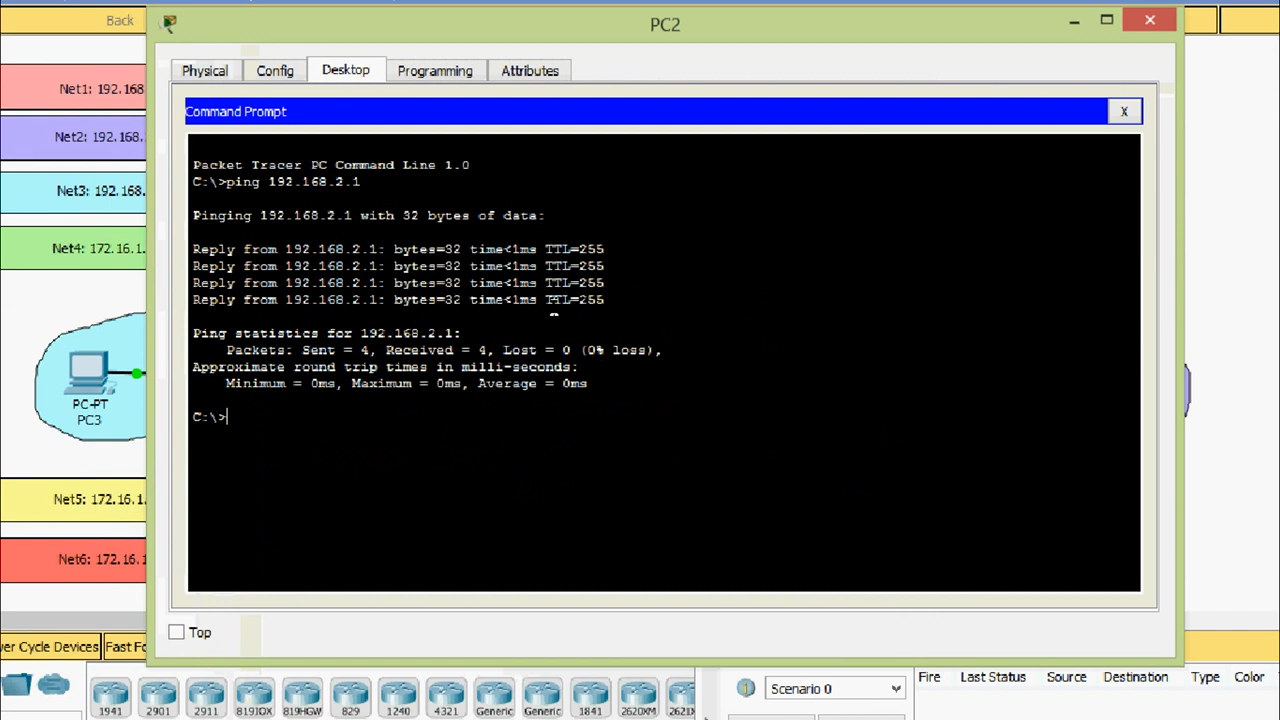 Back
PC2
Physical
Config
Desktop
Programming
Attributes
Net1: 192.168
Net2: 192.168.
Net3: 192.168.
Net4: 172.16.1.
PC-PT
PC3
Net5: 172.16.1.
Net6: 172.16.1
Command Prompt
X
Packet Tracer PC Command Line 1.0
C:\>ping 192.168.2.1
Pinging 192.168.2.1 with 32 bytes of data:
Reply from 192.168.2.1: bytes=32 time<1ms TTL=255
Reply from 192.168.2.1: bytes=32 time<1ms TTL=255
Reply from 192.168.2.1: bytes=32 time<1ms TTL=255
Reply from 192.168.2.1: bytes=32 time<1ms TTL=255
Ping statistics for 192.168.2.1:
Packets: Sent = 4, Received = 4, Lost = 0 (0% loss),
Approximate round trip times in milli-seconds:
Minimum = 0ms, Maximum = 0ms, Average = 0ms
C:\>
Top
wer Cycle Devices
Fast Fo
1941
2901
2911
819IOX
819HGW
829
1240
4321
Generic
Generic
1841
2620XM
2621X
Scenario 0
Fire
Last Status
Source
Destination
Type
Color